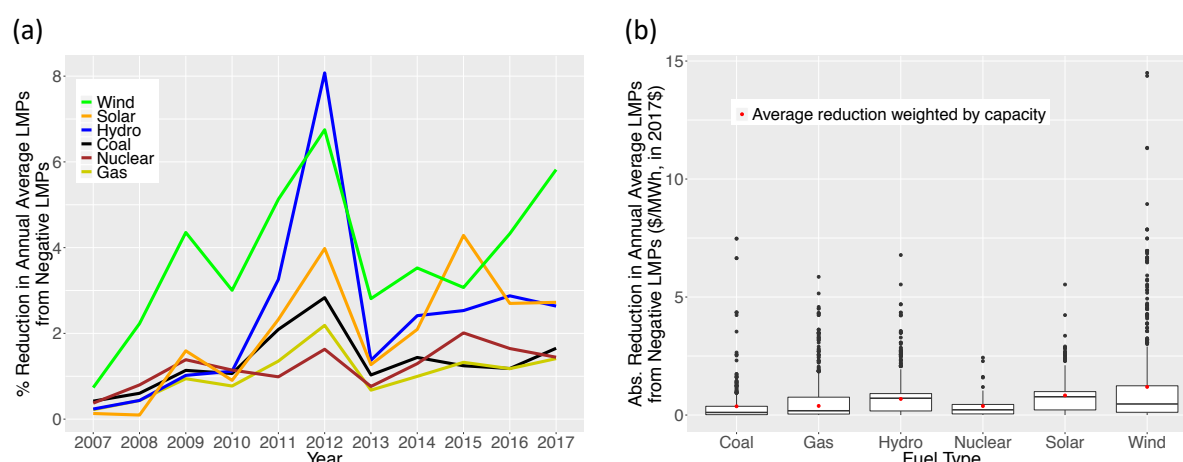 (a)
% Reduction in Annual Average LMPs
from Negative LMPs
8
6
4
2
0
Wind
Solar
Hydro
Coal
Nuclear
Gas
2007 2008 2009 2010 2011 2012 2013 2014 2015 2016 2017
Year
(b)
Abs. Reduction in Annual Average LMPs
from Negative LMPs ($/MWh, in 2017$)
15
10
5
0
Average reduction weighted by capacity
Coal Gas Hydro Nuclear Solar Wind
Fuel Type